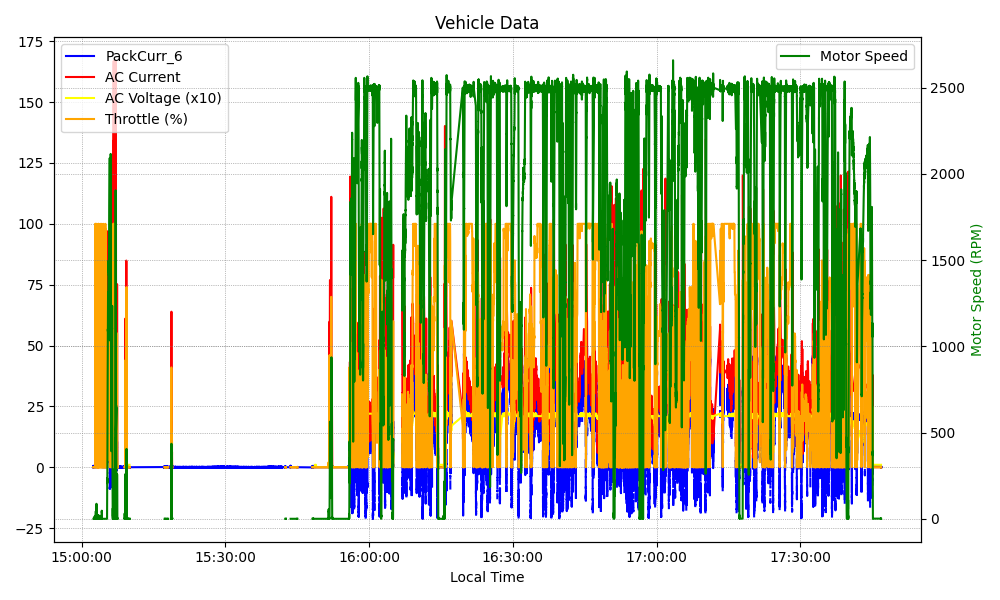 Vehicle Data
PackCurr_6
AC Current
AC Voltage (x10)
Throttle (%)
Motor Speed
175
150
125
100
75
50
25
0
−25
2500
2000
1500
1000
500
0
Motor Speed (RPM)
15:00:00
15:30:00
16:00:00
16:30:00
17:00:00
17:30:00
Local Time